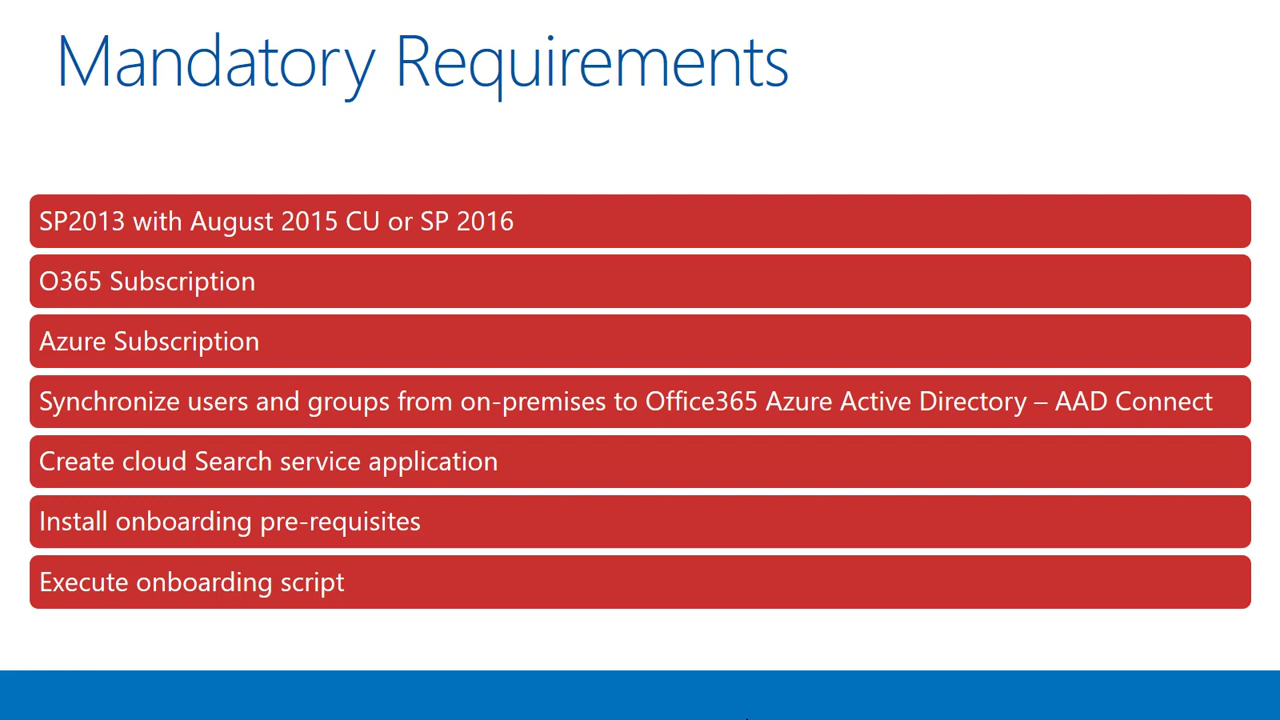 Mandatory Requirements
SP2013 with August 2015 CU or SP 2016
O365 Subscription
Azure Subscription
Synchronize users and groups from on-premises to Office365 Azure Active Directory – AAD Connect
Create cloud Search service application
Install onboarding pre-requisites
Execute onboarding script